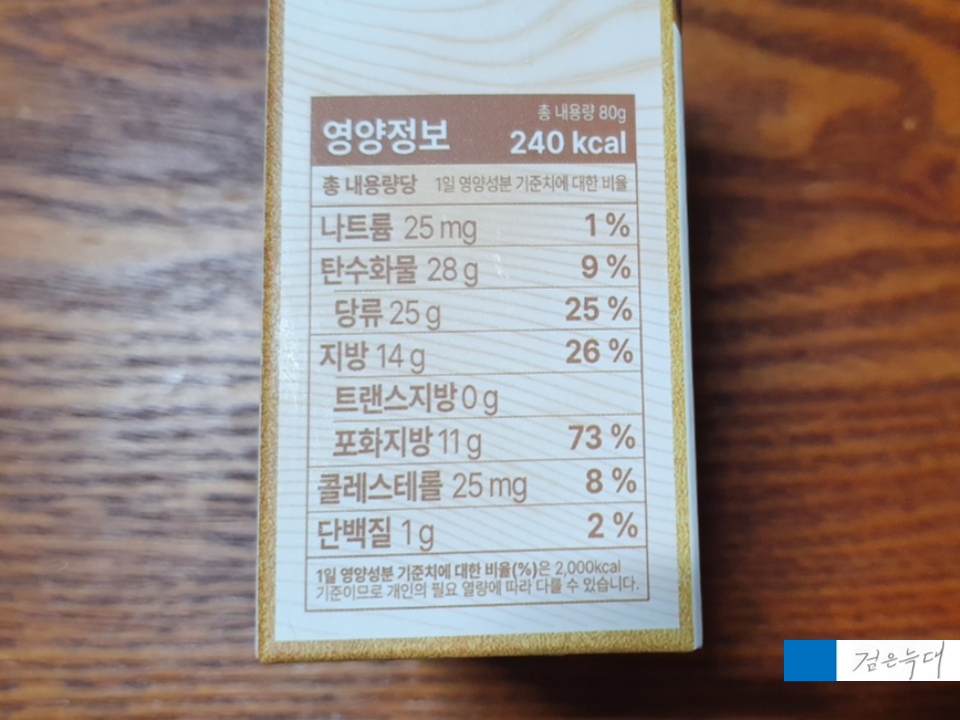 총 내용량 80g
영양정보 240 kcal
총 내용량당 1일 영양성분 기준치에 대한 비율
나트륨 25 mg 1 %
탄수화물 28 g 9 %
당류 25 g 25 %
지방 14 g 26 %
트랜스지방 0 g
포화지방 11 g 73 %
콜레스테롤 25 mg 8 %
단백질 1 g 2 %
1일 영양성분 기준치에 대한 비율(%)은 2,000kcal
기준이므로 개인의 필요 열량에 따라 다를 수 있습니다.
검은늑대